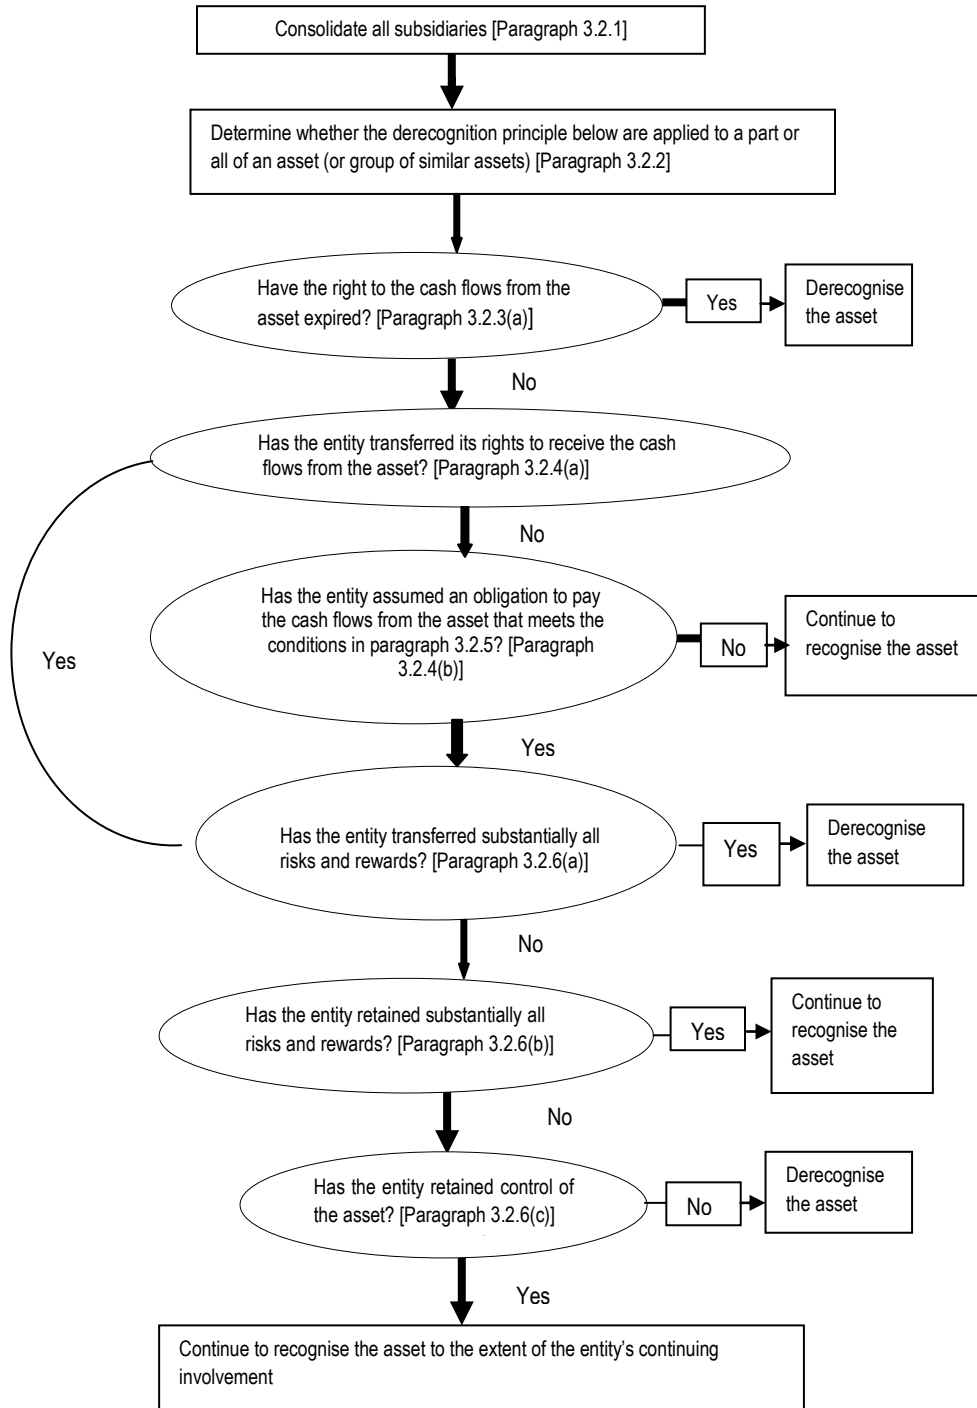 Consolidate all subsidiaries [Paragraph 3.2.1]
Determine whether the derecognition principle below are applied to a part or
all of an asset (or group of similar assets) [Paragraph 3.2.2]
Have the right to the cash flows from the
asset expired? [Paragraph 3.2.3(a)]
Yes
Derecognise
the asset
No
Has the entity transferred its rights to receive the cash
flows from the asset? [Paragraph 3.2.4(a)]
No
Has the entity assumed an obligation to pay
the cash flows from the asset that meets the
conditions in paragraph 3.2.5? [Paragraph
3.2.4(b)]
No
Continue to
recognise the asset
Yes
Yes
Has the entity transferred substantially all
risks and rewards? [Paragraph 3.2.6(a)]
Yes
Derecognise
the asset
No
Has the entity retained substantially all
risks and rewards? [Paragraph 3.2.6(b)]
Yes
Continue to
recognise the
asset
No
Has the entity retained control of
the asset? [Paragraph 3.2.6(c)]
No
Derecognise
the asset
Yes
Continue to recognise the asset to the extent of the entity's continuing
involvement